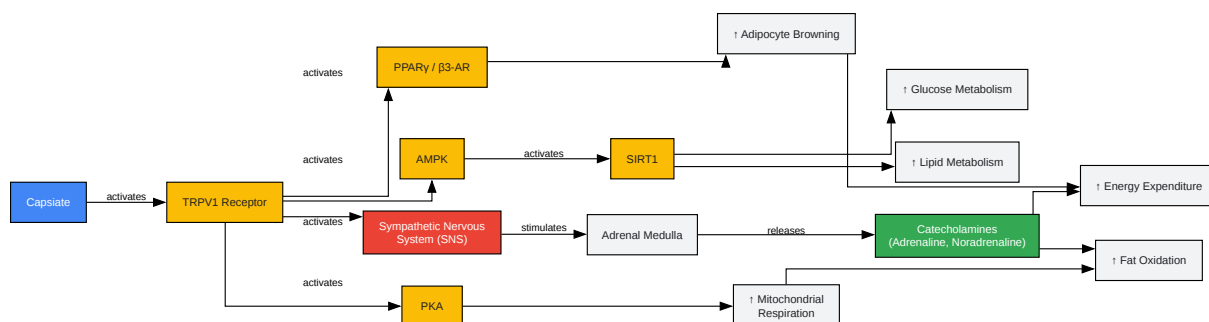 ↑ Adipocyte Browning
activates
PPARγ / β3-AR
↑ Glucose Metabolism
activates
AMPK
activates
SIRT1
↑ Lipid Metabolism
Capsiate
activates
TRPV1 Receptor
↑ Energy Expenditure
activates
Sympathetic Nervous
System (SNS)
stimulates
Adrenal Medulla
releases
Catecholamines
(Adrenaline, Noradrenaline)
↑ Fat Oxidation
activates
PKA
↑ Mitochondrial
Respiration